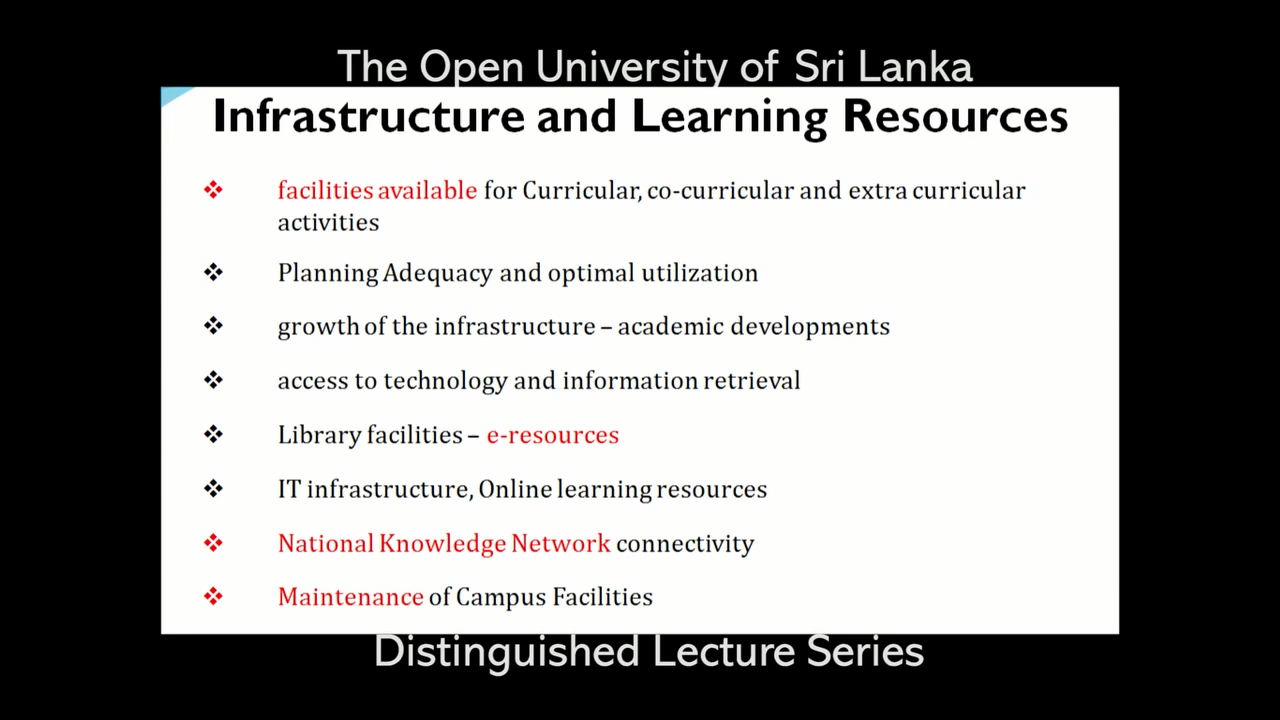 The Open University of Sri Lanka
Infrastructure and Learning Resources
❖ facilities available for Curricular, co-curricular and extra curricular
activities
❖ Planning Adequacy and optimal utilization
❖ growth of the infrastructure – academic developments
❖ access to technology and information retrieval
❖ Library facilities – e-resources
❖ IT infrastructure, Online learning resources
❖ National Knowledge Network connectivity
❖ Maintenance of Campus Facilities
Distinguished Lecture Series